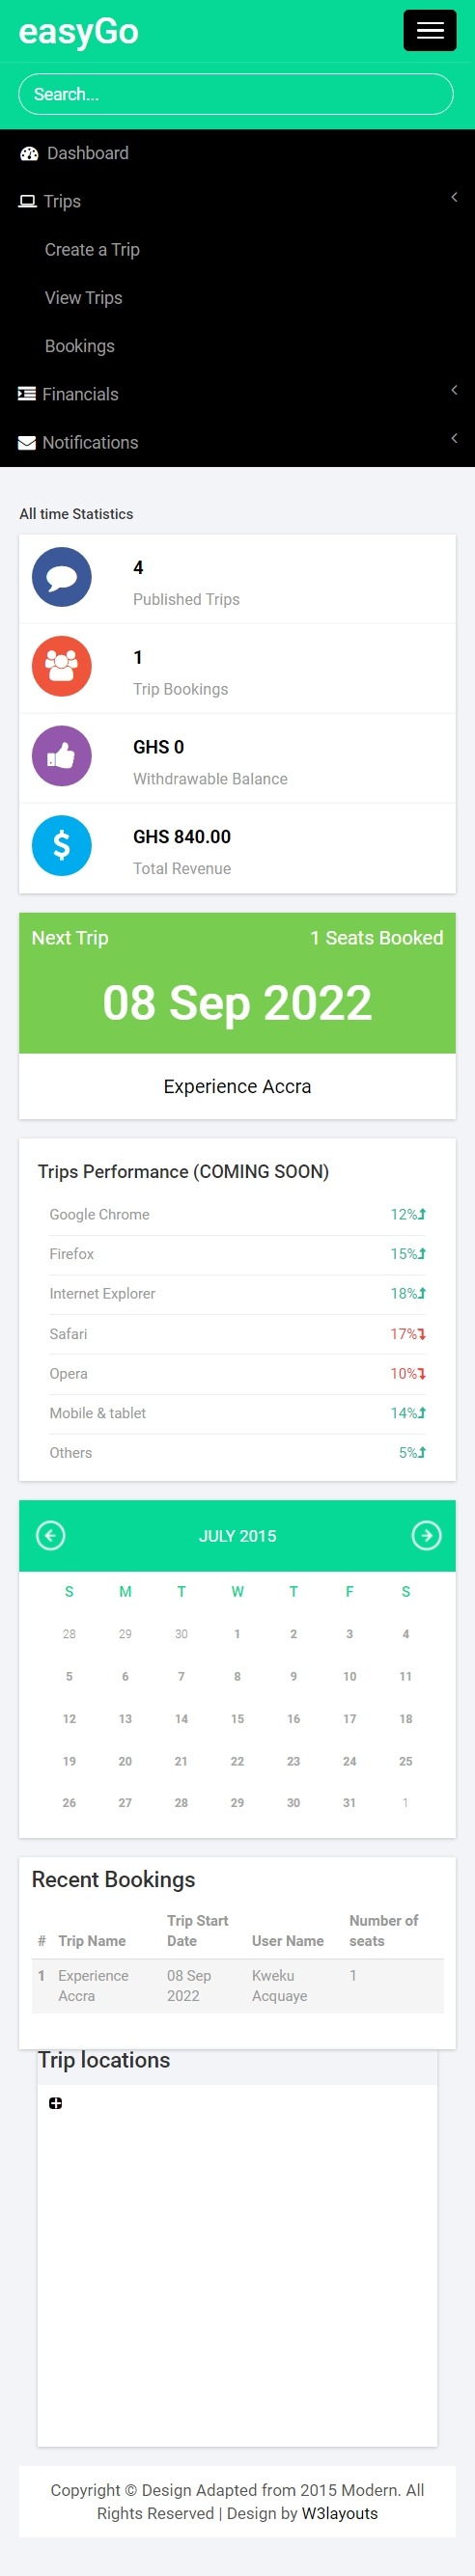 easyGo
Search...
Dashboard
Trips
Create a Trip
View Trips
Bookings
Financials
Notifications
All time Statistics
4
Published Trips
1
Trip Bookings
GHS 0
Withdrawable Balance
GHS 840.00
Total Revenue
Next Trip 1 Seats Booked
08 Sep 2022
Experience Accra
Trips Performance (COMING SOON)
Google Chrome 12%
Firefox 15%
Internet Explorer 18%
Safari 17%
Opera 10%
Mobile & tablet 14%
Others 5%
JULY 2015
S M T W T F S
28 29 30 1 2 3 4
5 6 7 8 9 10 11
12 13 14 15 16 17 18
19 20 21 22 23 24 25
26 27 28 29 30 31 1
Recent Bookings
Trip Start Number of
# Trip Name Date User Name seats
1 Experience 08 Sep Kweku 1
Accra 2022 Acquaye
Trip locations
Copyright © Design Adapted from 2015 Modern. All
Rights Reserved | Design by W3layouts